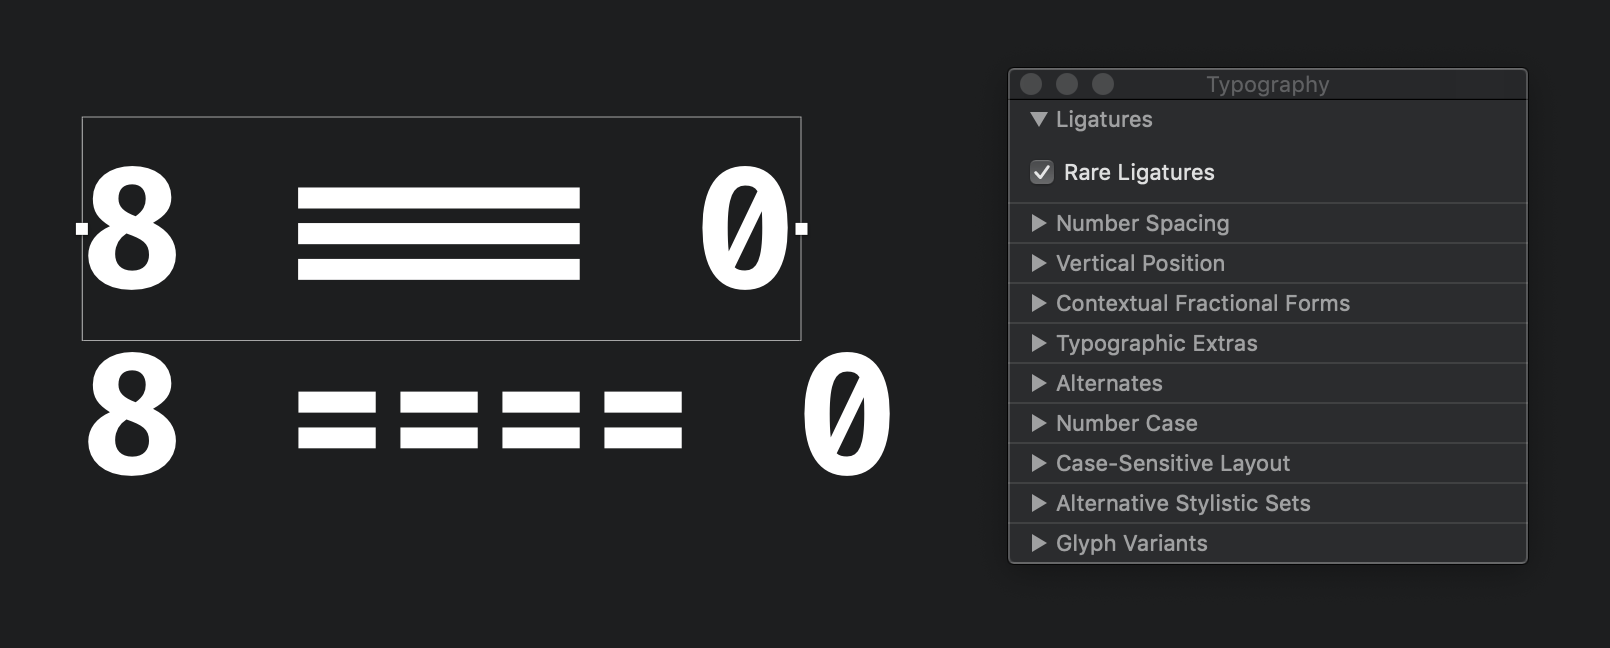 8 ≡ 0
8 ==== 0
Typography
Ligatures
Rare Ligatures
Number Spacing
Vertical Position
Contextual Fractional Forms
Typographic Extras
Alternates
Number Case
Case-Sensitive Layout
Alternative Stylistic Sets
Glyph Variants